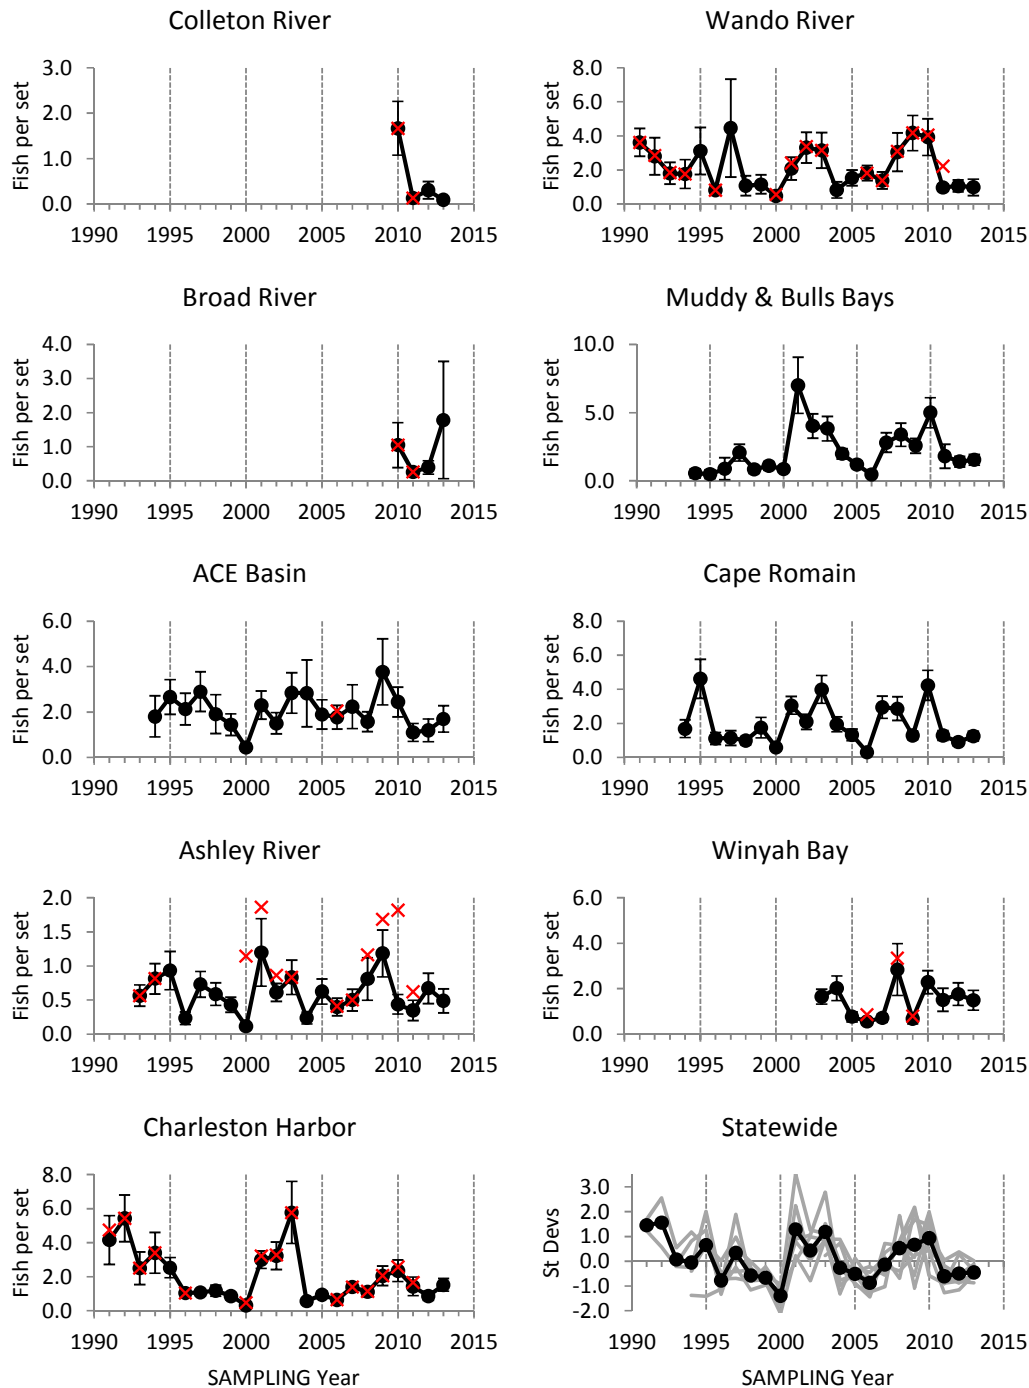 Colleton River
Fish per set
3.0
2.0
1.0
0.0
1990 1995 2000 2005 2010 2015
Wando River
Fish per set
8.0
6.0
4.0
2.0
0.0
1990 1995 2000 2005 2010 2015
Broad River
Fish per set
4.0
3.0
2.0
1.0
0.0
1990 1995 2000 2005 2010 2015
Muddy & Bulls Bays
Fish per set
10.0
5.0
0.0
1990 1995 2000 2005 2010 2015
ACE Basin
Fish per set
6.0
4.0
2.0
0.0
1990 1995 2000 2005 2010 2015
Cape Romain
Fish per set
8.0
6.0
4.0
2.0
0.0
1990 1995 2000 2005 2010 2015
Ashley River
Fish per set
2.0
1.5
1.0
0.5
0.0
1990 1995 2000 2005 2010 2015
Winyah Bay
Fish per set
6.0
4.0
2.0
0.0
1990 1995 2000 2005 2010 2015
Charleston Harbor
Fish per set
8.0
6.0
4.0
2.0
0.0
1990 1995 2000 2005 2010 2015
SAMPLING Year
Statewide
St Devs
3.0
2.0
1.0
0.0
-1.0
-2.0
1990 1995 2000 2005 2010 2015
SAMPLING Year